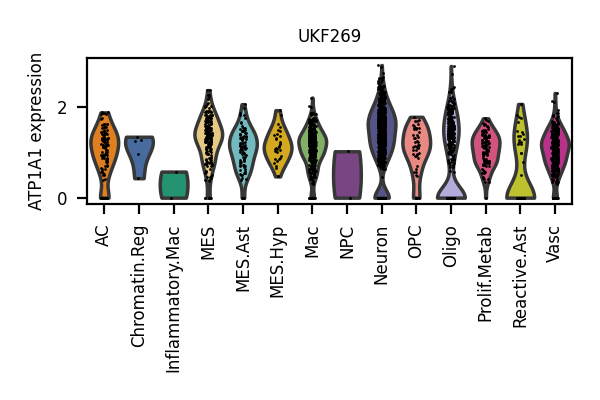 UKF269
ATP1A1 expression
2
0
AC
Chromatin.Reg
Inflammatory.Mac
MES
MES.Ast
MES.Hyp
Mac
NPC
Neuron
OPC
Oligo
Prolif.Metab
Reactive.Ast
Vasc